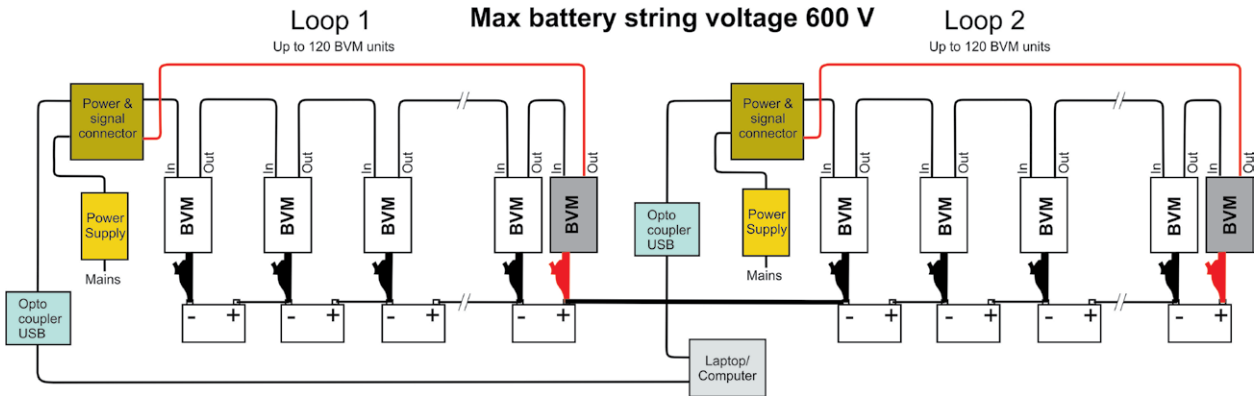 Loop 1
Max battery string voltage 600 V
Loop 2
Up to 120 BVM units
Up to 120 BVM units
Power &
signal
connector
In
Out
In
Out
In
Out
In
Out
In
Out
BVM
BVM
BVM
BVM
BVM
Power
Supply
Mains
Opto
coupler
USB
- +
- +
- +
- +
Power &
signal
connector
In
Out
In
Out
In
Out
In
Out
In
Out
BVM
BVM
BVM
BVM
BVM
Opto
coupler
USB
Power
Supply
Mains
- +
- +
- +
- +
Laptop/
Computer